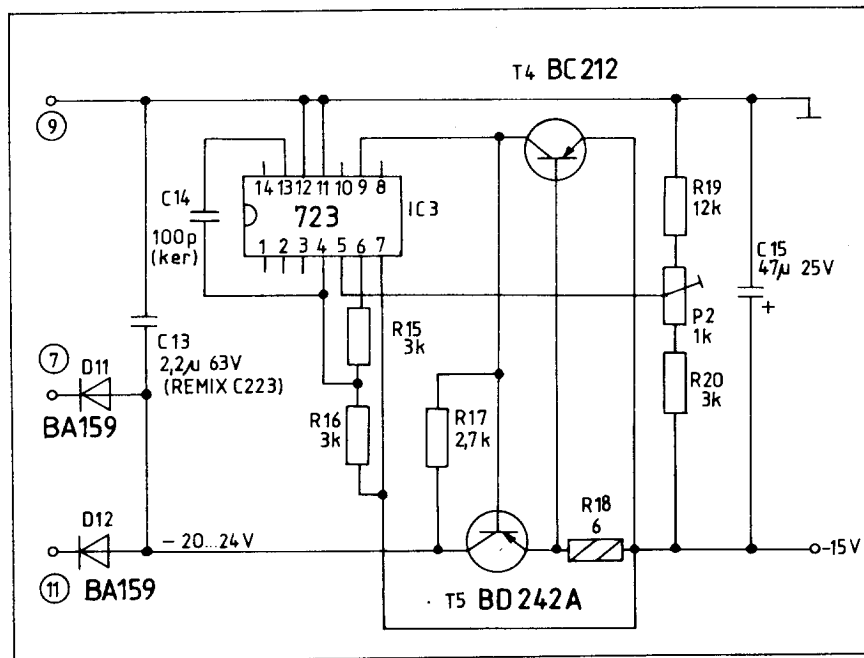 T4 BC212
9
14 13 12 11 10 9 8
723
IC3
1 2 3 4 5 6 7
C14
100p
(ker)
R19
12k
C15
47µ 25V
+
P2
1k
R20
3k
R15
3k
C13
2,2µ 63V
(REMIX C223)
7
D11
BA159
R16
3k
R17
2,7k
R18
6
D12
11
BA159
-20...24V
-15V
T5 BD242A